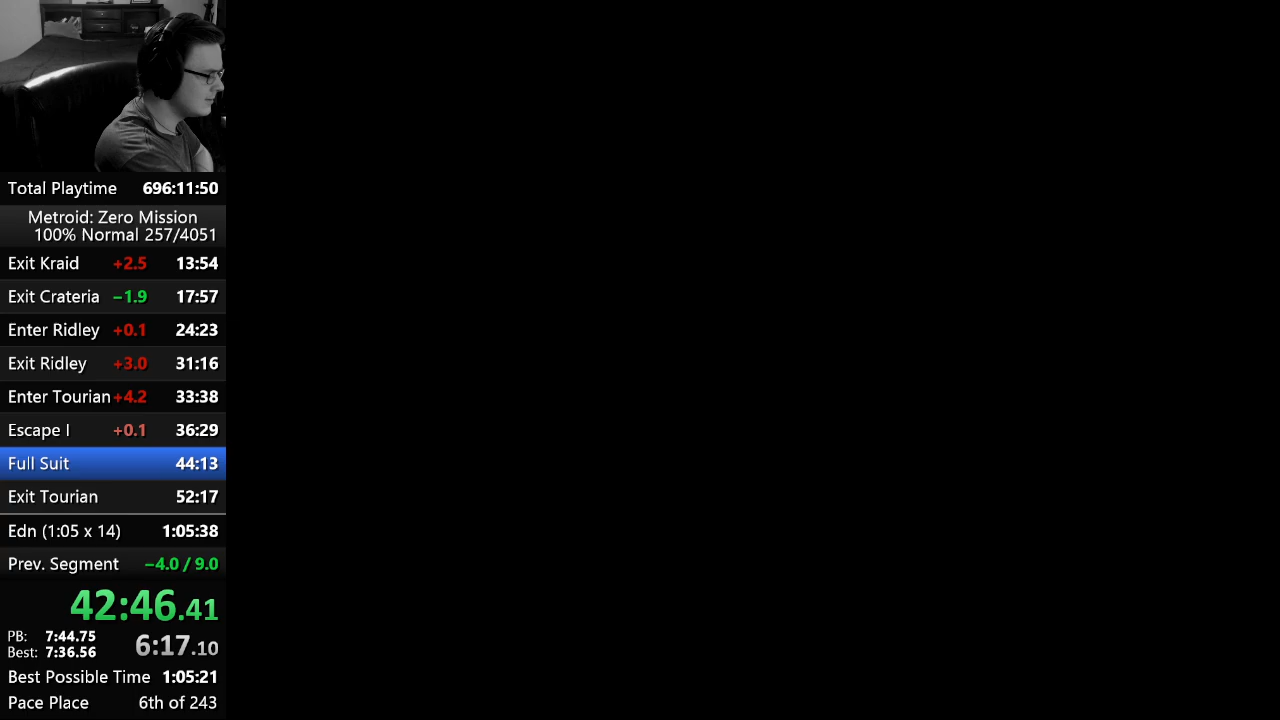 Total Playtime 696:11:50
Metroid: Zero Mission
100% Normal 257/4051
Exit Kraid +2.5 13:54
Exit Crateria −1.9 17:57
Enter Ridley +0.1 24:23
Exit Ridley +3.0 31:16
Enter Tourian +4.2 33:38
Escape I +0.1 36:29
Full Suit 44:13
Exit Tourian 52:17
Edn (1:05 x 14) 1:05:38
Prev. Segment −4.0 / 9.0
42:46.41
PB: 7:44.75
Best: 7:36.56
6:17.10
Best Possible Time 1:05:21
Pace Place 6th of 243